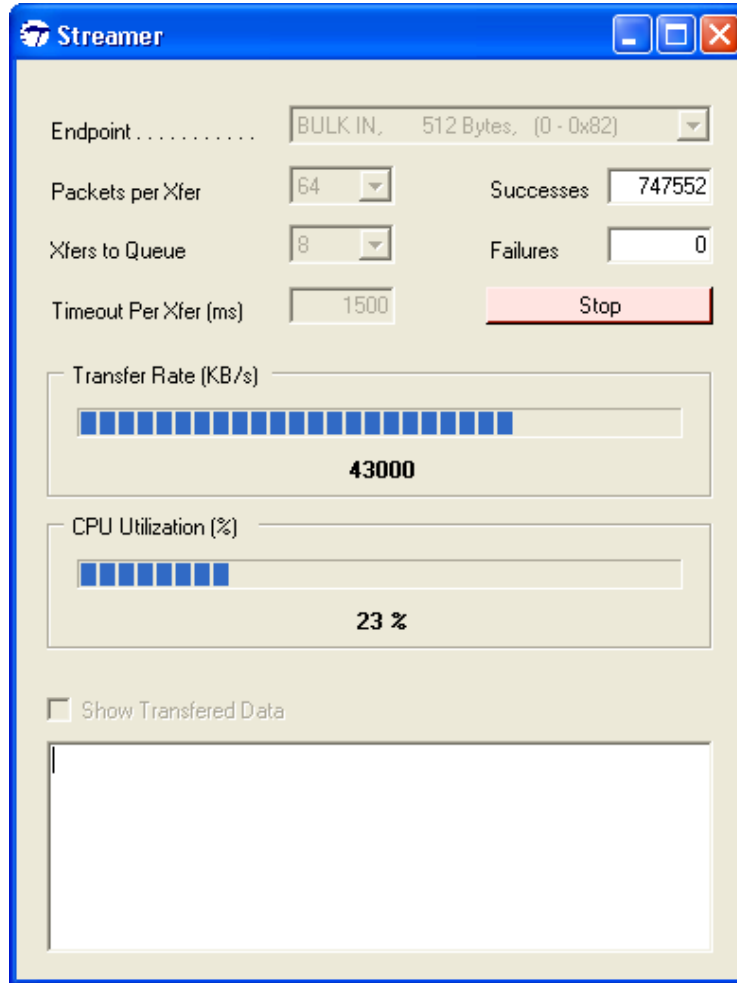 Streamer
Endpoint . . . . . . . . . . . BULK IN, 512 Bytes, (0 - 0x82)
Packets per Xfer 64 Successes 747552
Xfers to Queue 8 Failures 0
Timeout Per Xfer (ms) 1500 Stop
Transfer Rate (KB/s)
43000
CPU Utilization (%)
23 %
Show Transfered Data